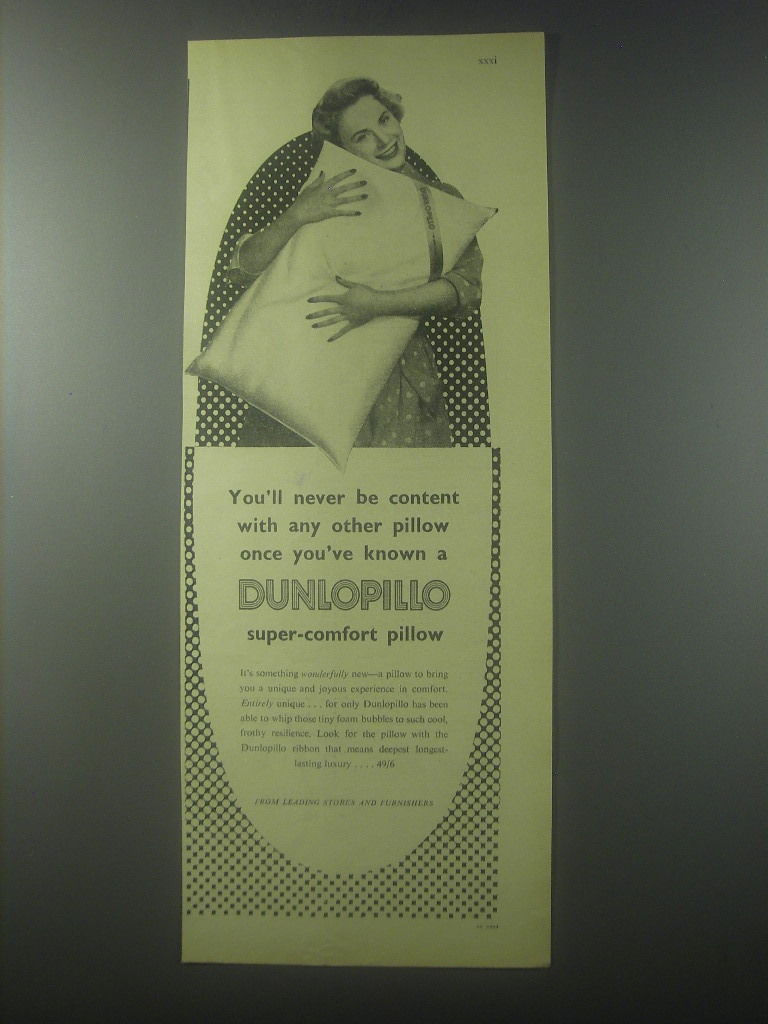 xxxi
DUNLOPILLO
You'll never be content
with any other pillow
once you've known a
DUNLOPILLO
super-comfort pillow
It's something wonderfully new—a pillow to bring
you a unique and joyous experience in comfort.
Entirely unique . . . for only Dunlopillo has been
able to whip those tiny foam bubbles to such cool,
frothy resilience. Look for the pillow with the
Dunlopillo ribbon that means deepest longest-
lasting luxury . . . . 49/6
FROM LEADING STORES AND FURNISHERS